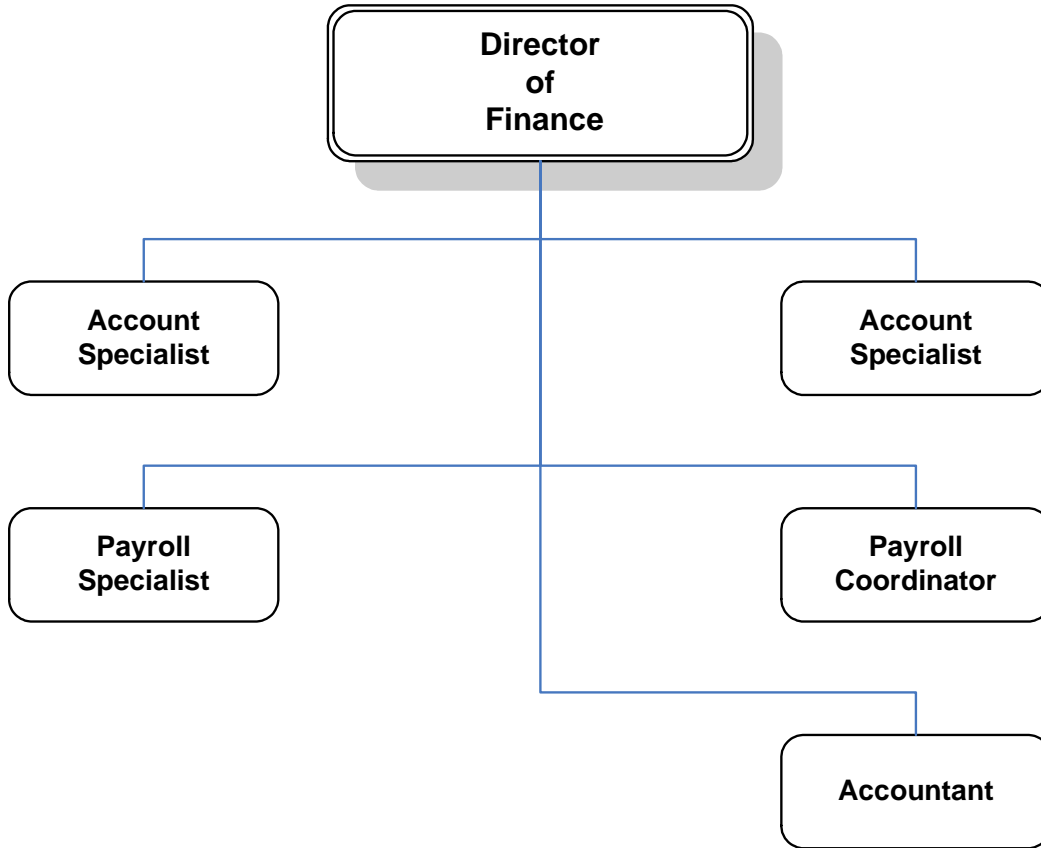 Director
of
Finance
Account
Specialist
Account
Specialist
Payroll
Specialist
Payroll
Coordinator
Accountant